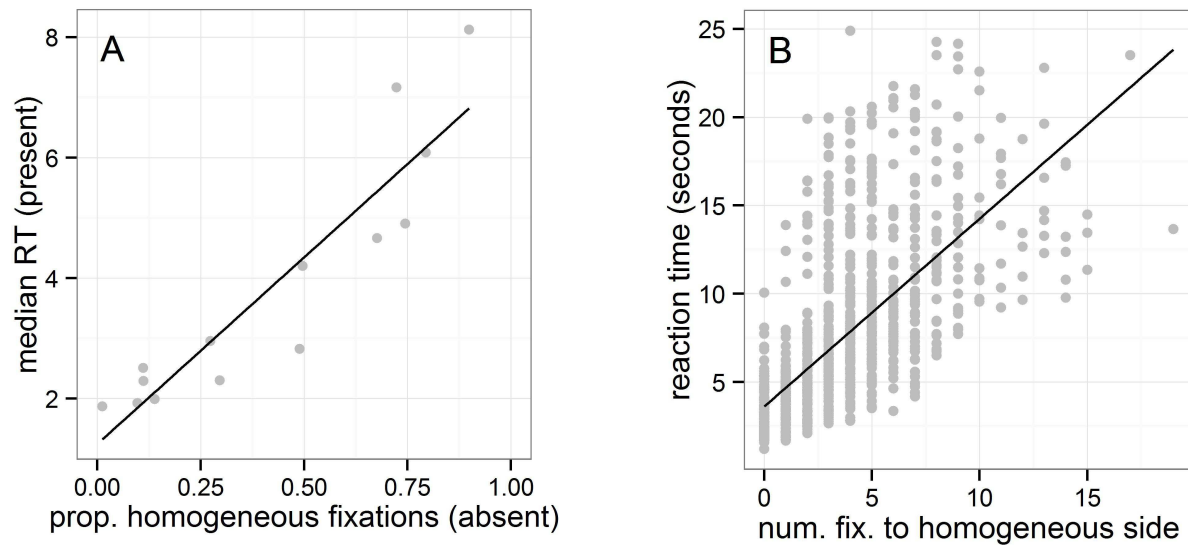 A
8
6
4
2
median RT (present)
0.00 0.25 0.50 0.75 1.00
prop. homogeneous fixations (absent)
B
25
20
15
10
5
reaction time (seconds)
0 5 10 15
num. fix. to homogeneous side